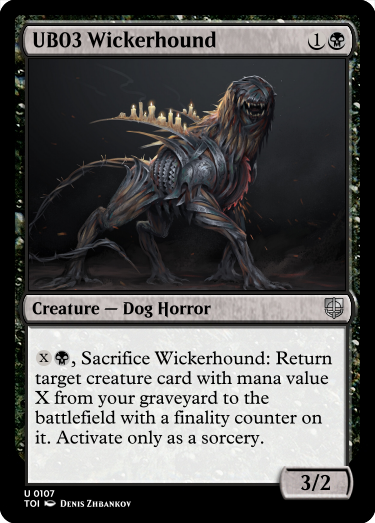 UB03 Wickerhound 1
Creature — Dog Horror
X, Sacrifice Wickerhound: Return
target creature card with mana value
X from your graveyard to the
battlefield with a finality counter on
it. Activate only as a sorcery.
3/2
U 0107
TOI Denis Zhbankov